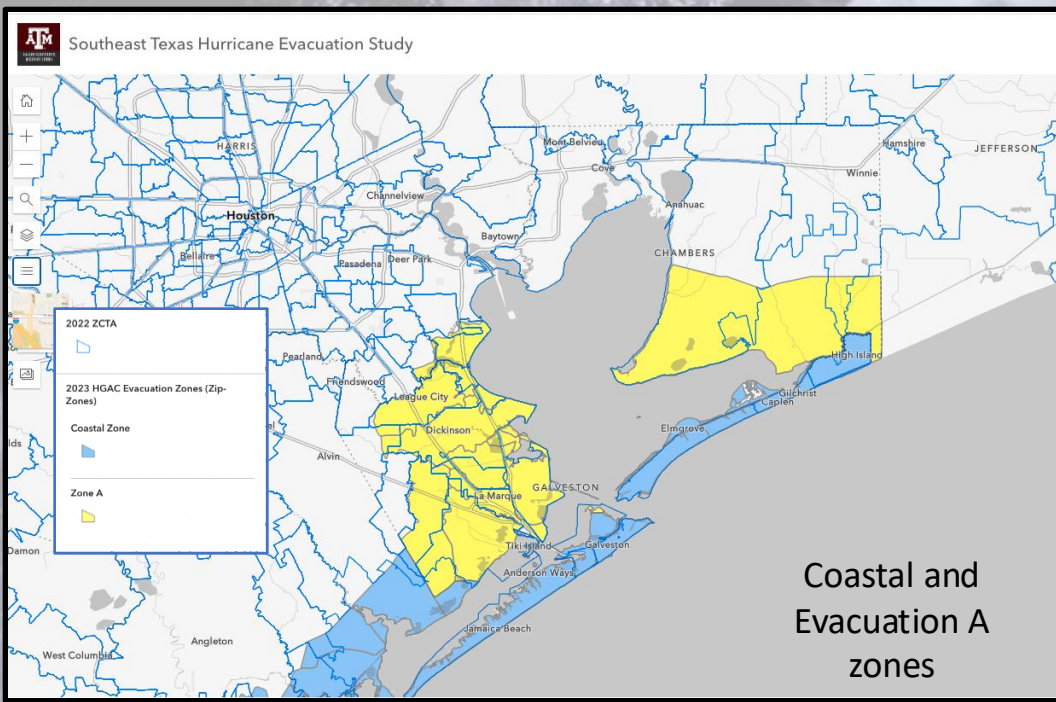 ATM
Southeast Texas Hurricane Evacuation Study
HARRIS
Mont Belvieu
Hamshire
JEFFERSON
Cove
Winnie
Channelview
Anahuac
Houston
Baytown
Bellaire
Pasadena
Deer Park
CHAMBERS
2022 ZCTA
2023 HGAC Evacuation Zones (Zip-
Zones)
Coastal Zone
Zone A
Pearland
Friendswood
High Island
League City
Gilchrist
Caplen
Dickinson
Elmgrove
el
lds
Alvin
La Marque
GALVESTON
Tiki Island
Galveston
Damon
Anderson Ways
Jamaica Beach
Angleton
West Columbia
Coastal and
Evacuation A
zones